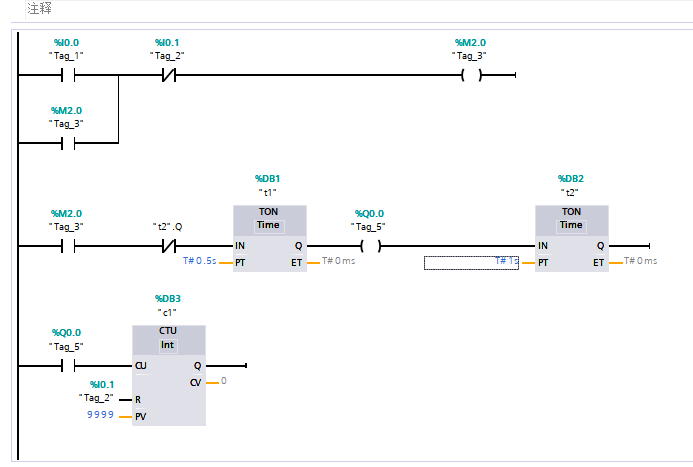 注释
%I0.0 %I0.1 %M2.0
"Tag_1" "Tag_2" "Tag_3"
%M2.0
"Tag_3"
%DB1 %DB2
"t1" "t2"
%M2.0 TON %Q0.0 TON
"Tag_3" "t2".Q Time "Tag_5" Time
IN Q IN Q
T#0.5s PT ET T#0ms T#1s PT ET T#0ms
%DB3
"c1"
%Q0.0 CTU
"Tag_5" Int
CU Q
%I0.1 CV 0
"Tag_2" R
9999 PV